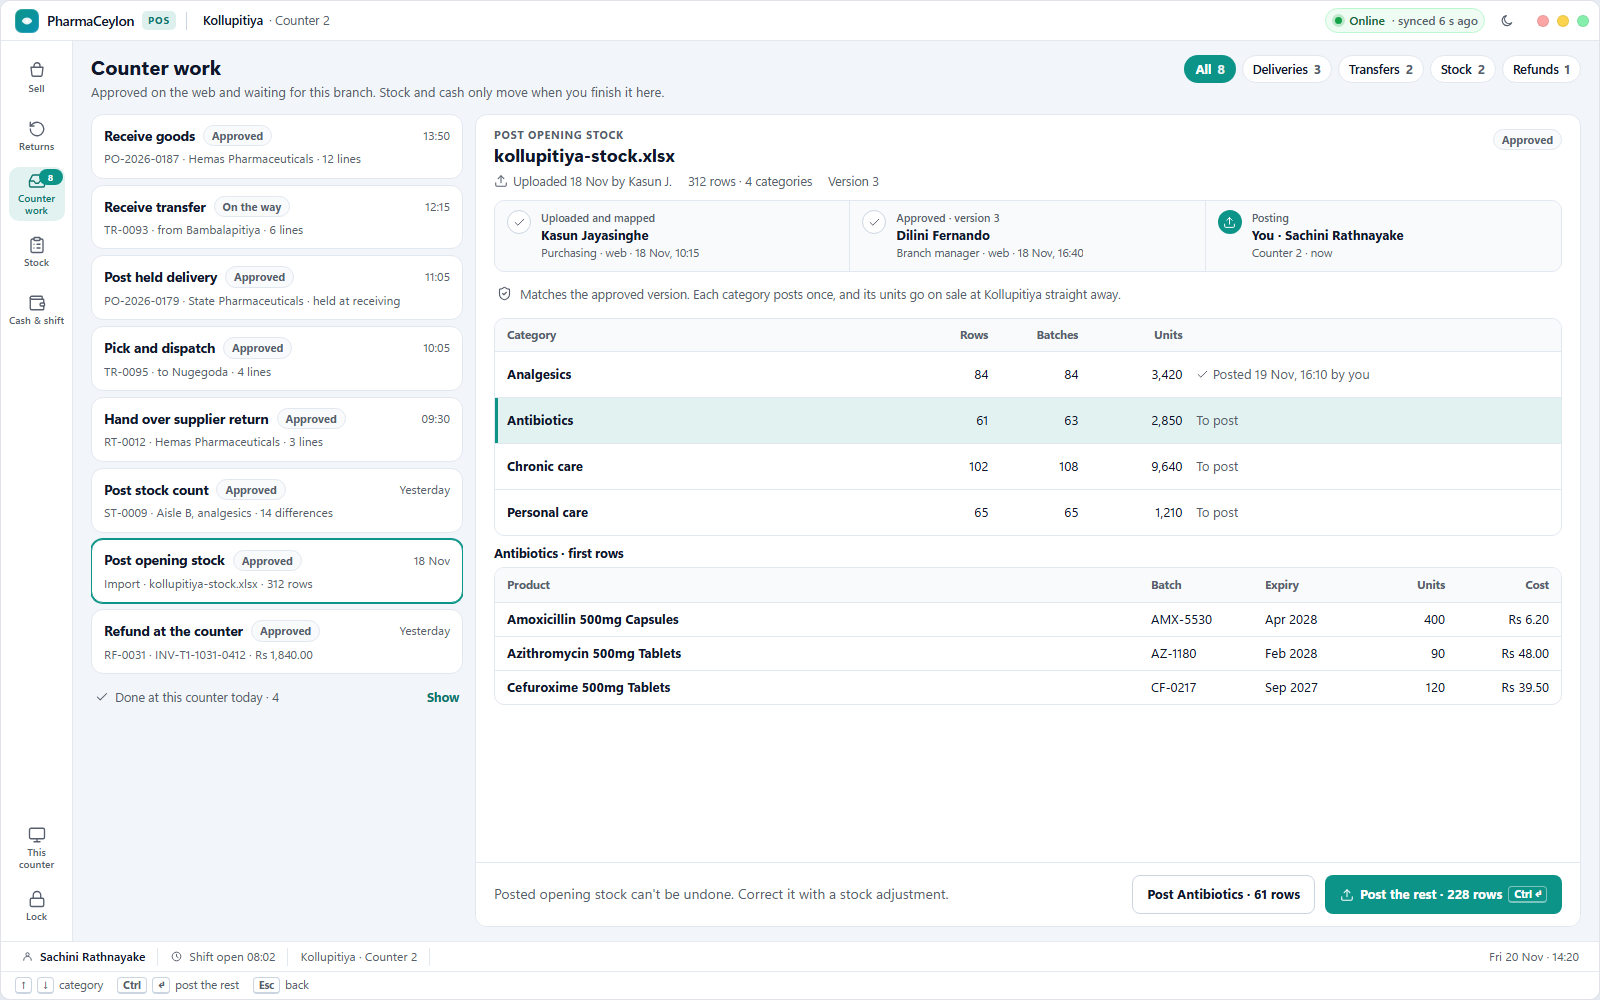 PharmaCeylon POS Kollupitiya · Counter 2
Online · synced 6 s ago
Sell
Returns
8
Counter work
Stock
Cash & shift
This counter
Lock
Counter work
Approved on the web and waiting for this branch. Stock and cash only move when you finish it here.
All 8 Deliveries 3 Transfers 2 Stock 2 Refunds 1
Receive goods Approved 13:50
PO-2026-0187 · Hemas Pharmaceuticals · 12 lines
Receive transfer On the way 12:15
TR-0093 · from Bambalapitiya · 6 lines
Post held delivery Approved 11:05
PO-2026-0179 · State Pharmaceuticals · held at receiving
Pick and dispatch Approved 10:05
TR-0095 · to Nugegoda · 4 lines
Hand over supplier return Approved 09:30
RT-0012 · Hemas Pharmaceuticals · 3 lines
Post stock count Approved Yesterday
ST-0009 · Aisle B, analgesics · 14 differences
Post opening stock Approved 18 Nov
Import · kollupitiya-stock.xlsx · 312 rows
Refund at the counter Approved Yesterday
RF-0031 · INV-T1-1031-0412 · Rs 1,840.00
Done at this counter today · 4 Show
POST OPENING STOCK
kollupitiya-stock.xlsx
Approved
Uploaded 18 Nov by Kasun J. 312 rows · 4 categories Version 3
Uploaded and mapped
Kasun Jayasinghe
Purchasing · web · 18 Nov, 10:15
Approved · version 3
Dilini Fernando
Branch manager · web · 18 Nov, 16:40
Posting
You · Sachini Rathnayake
Counter 2 · now
Matches the approved version. Each category posts once, and its units go on sale at Kollupitiya straight away.
Category Rows Batches Units
Analgesics 84 84 3,420 Posted 19 Nov, 16:10 by you
Antibiotics 61 63 2,850 To post
Chronic care 102 108 9,640 To post
Personal care 65 65 1,210 To post
Antibiotics · first rows
Product Batch Expiry Units Cost
Amoxicillin 500mg Capsules AMX-5530 Apr 2028 400 Rs 6.20
Azithromycin 500mg Tablets AZ-1180 Feb 2028 90 Rs 48.00
Cefuroxime 500mg Tablets CF-0217 Sep 2027 120 Rs 39.50
Posted opening stock can't be undone. Correct it with a stock adjustment.
Post Antibiotics · 61 rows
Post the rest · 228 rows Ctrl ↵
Sachini Rathnayake Shift open 08:02 Kollupitiya · Counter 2 Fri 20 Nov · 14:20
↑ ↓ category Ctrl ↵ post the rest Esc back